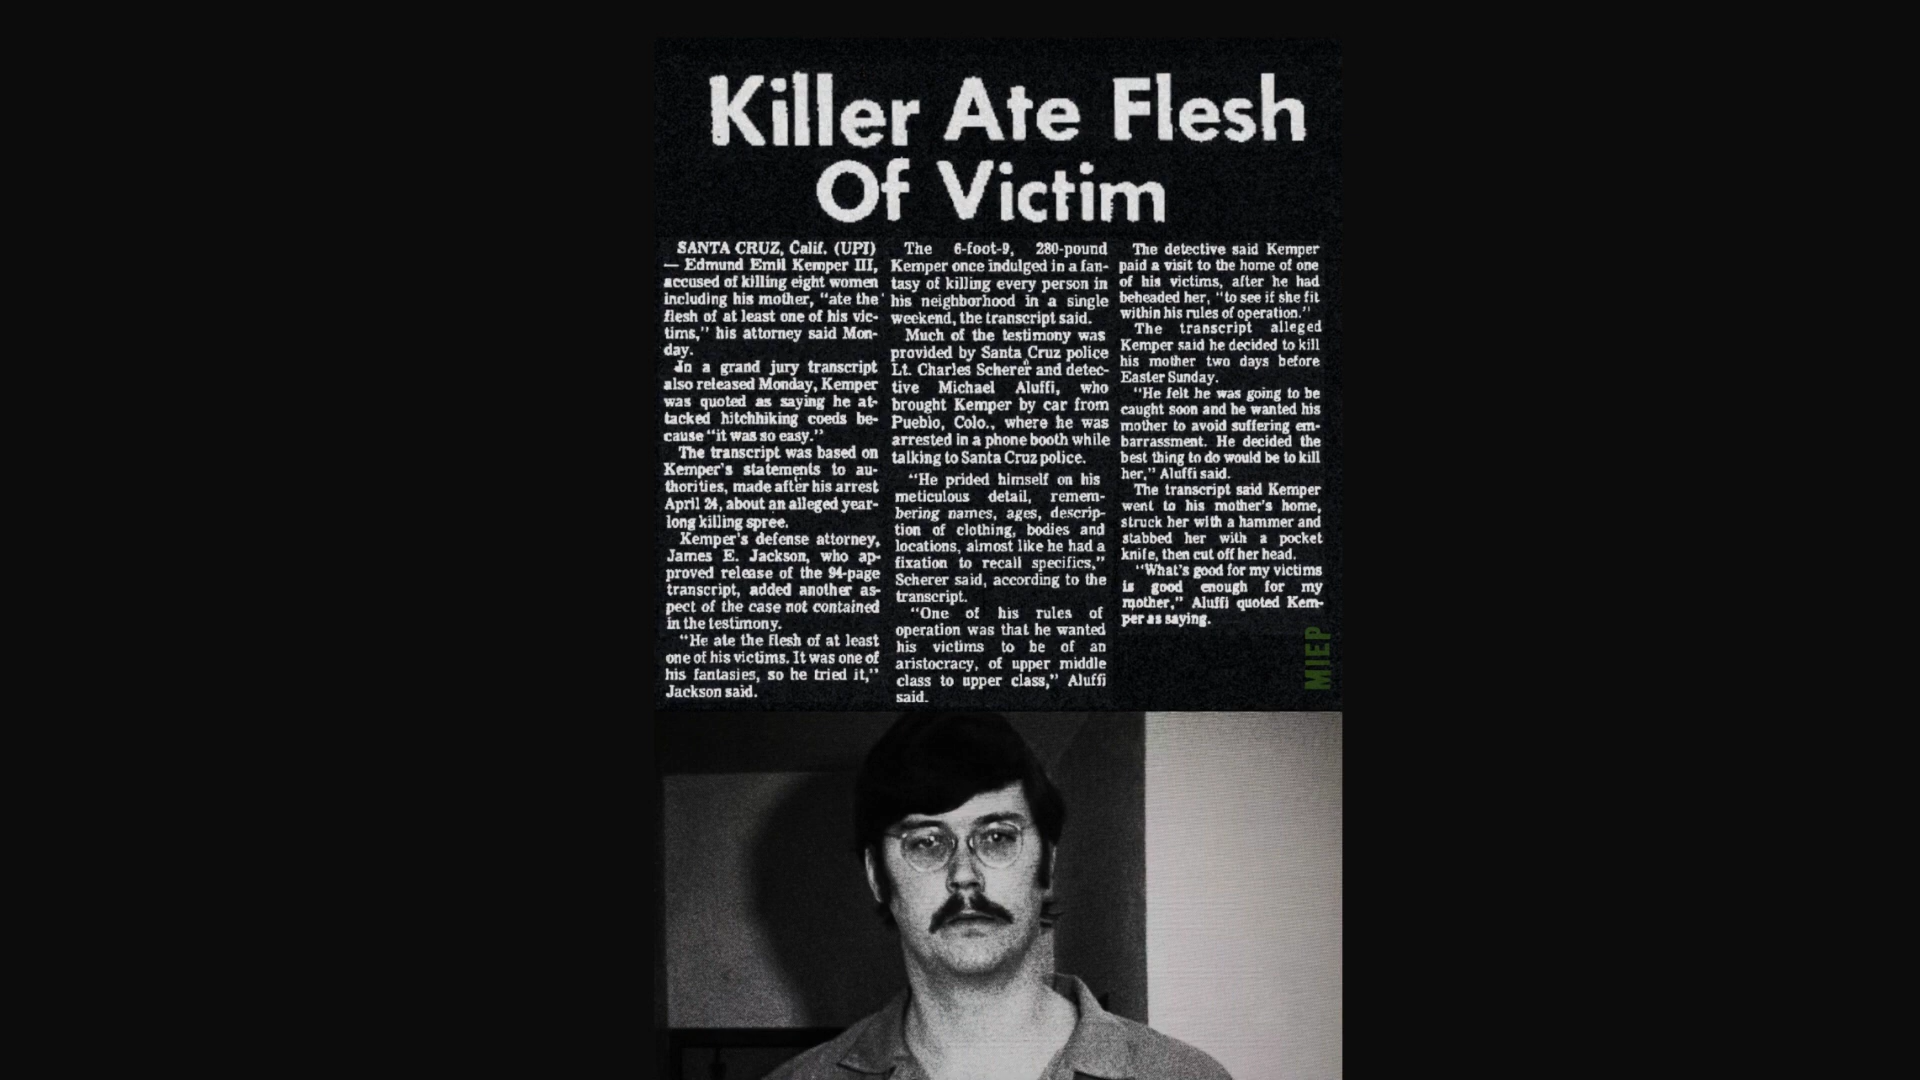 Killer Ate Flesh
Of Victim
SANTA CRUZ, Calif. (UPI)
— Edmund Emil Kemper III,
accused of killing eight women
including his mother, "ate the
flesh of at least one of his vic-
tims," his attorney said Mon-
day.
In a grand jury transcript
also released Monday, Kemper
was quoted as saying he at-
tacked hitchhiking coeds be-
cause "it was so easy."
The transcript was based on
Kemper's statements to au-
thorities, made after his arrest
April 24, about an alleged year-
long killing spree.
Kemper's defense attorney,
James E. Jackson, who ap-
proved release of the 94-page
transcript, added another as-
pect of the case not contained
in the testimony.
"He ate the flesh of at least
one of his victims. It was one of
his fantasies, so he tried it,"
Jackson said.
The 6-foot-9, 280-pound
Kemper once indulged in a fan-
tasy of killing every person in
his neighborhood in a single
weekend, the transcript said.
Much of the testimony was
provided by Santa Cruz police
Lt. Charles Scherer and detec-
tive Michael Aluffi, who
brought Kemper by car from
Pueblo, Colo., where he was
arrested in a phone booth while
talking to Santa Cruz police.
"He prided himself on his
meticulous detail, remem-
bering names, ages, descrip-
tion of clothing, bodies and
locations, almost like he had a
fixation to recall specifics,"
Scherer said, according to the
transcript.
"One of his rules of
operation was that he wanted
his victims to be of an
aristocracy, of upper middle
class to upper class," Aluffi
said.
The detective said Kemper
paid a visit to the home of one
of his victims, after he had
beheaded her, "to see if she fit
within his rules of operation."
The transcript alleged
Kemper said he decided to kill
his mother two days before
Easter Sunday.
"He felt he was going to be
caught soon and he wanted his
mother to avoid suffering em-
barrassment. He decided the
best thing to do would be to kill
her," Aluffi said.
The transcript said Kemper
went to his mother's home,
struck her with a hammer and
stabbed her with a pocket
knife, then cut off her head.
"What's good for my victims
is good enough for my
mother," Aluffi quoted Kem-
per as saying.
MIEP